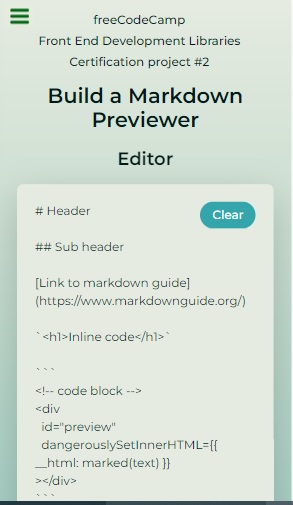 freeCodeCamp
Front End Development Libraries
Certification project #2
Build a Markdown
Previewer
Editor
# Header
Clear
## Sub header
[Link to markdown guide]
(https://www.markdownguide.org/)
`<h1>Inline code</h1>`
```
<!-- code block -->
<div
  id="preview"
  dangerouslySetInnerHTML={{
__html: marked(text) }}
></div>
```